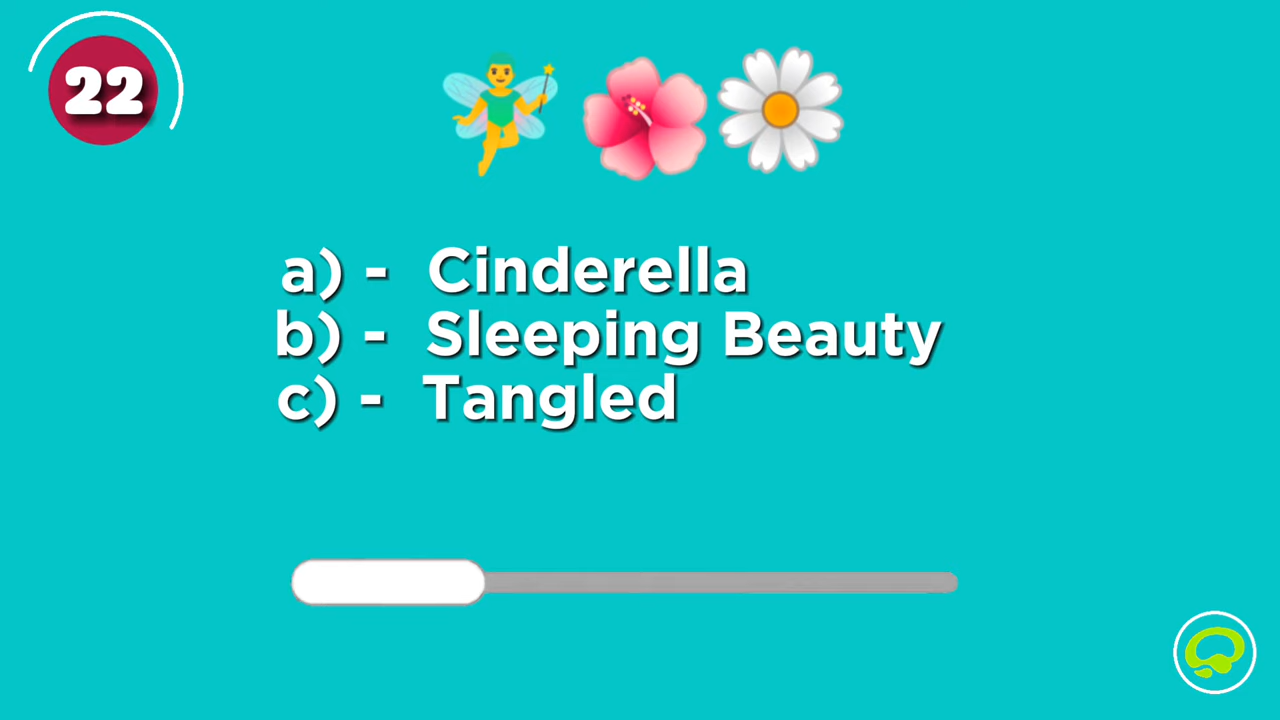 22
a) - Cinderella
b) - Sleeping Beauty
c) - Tangled